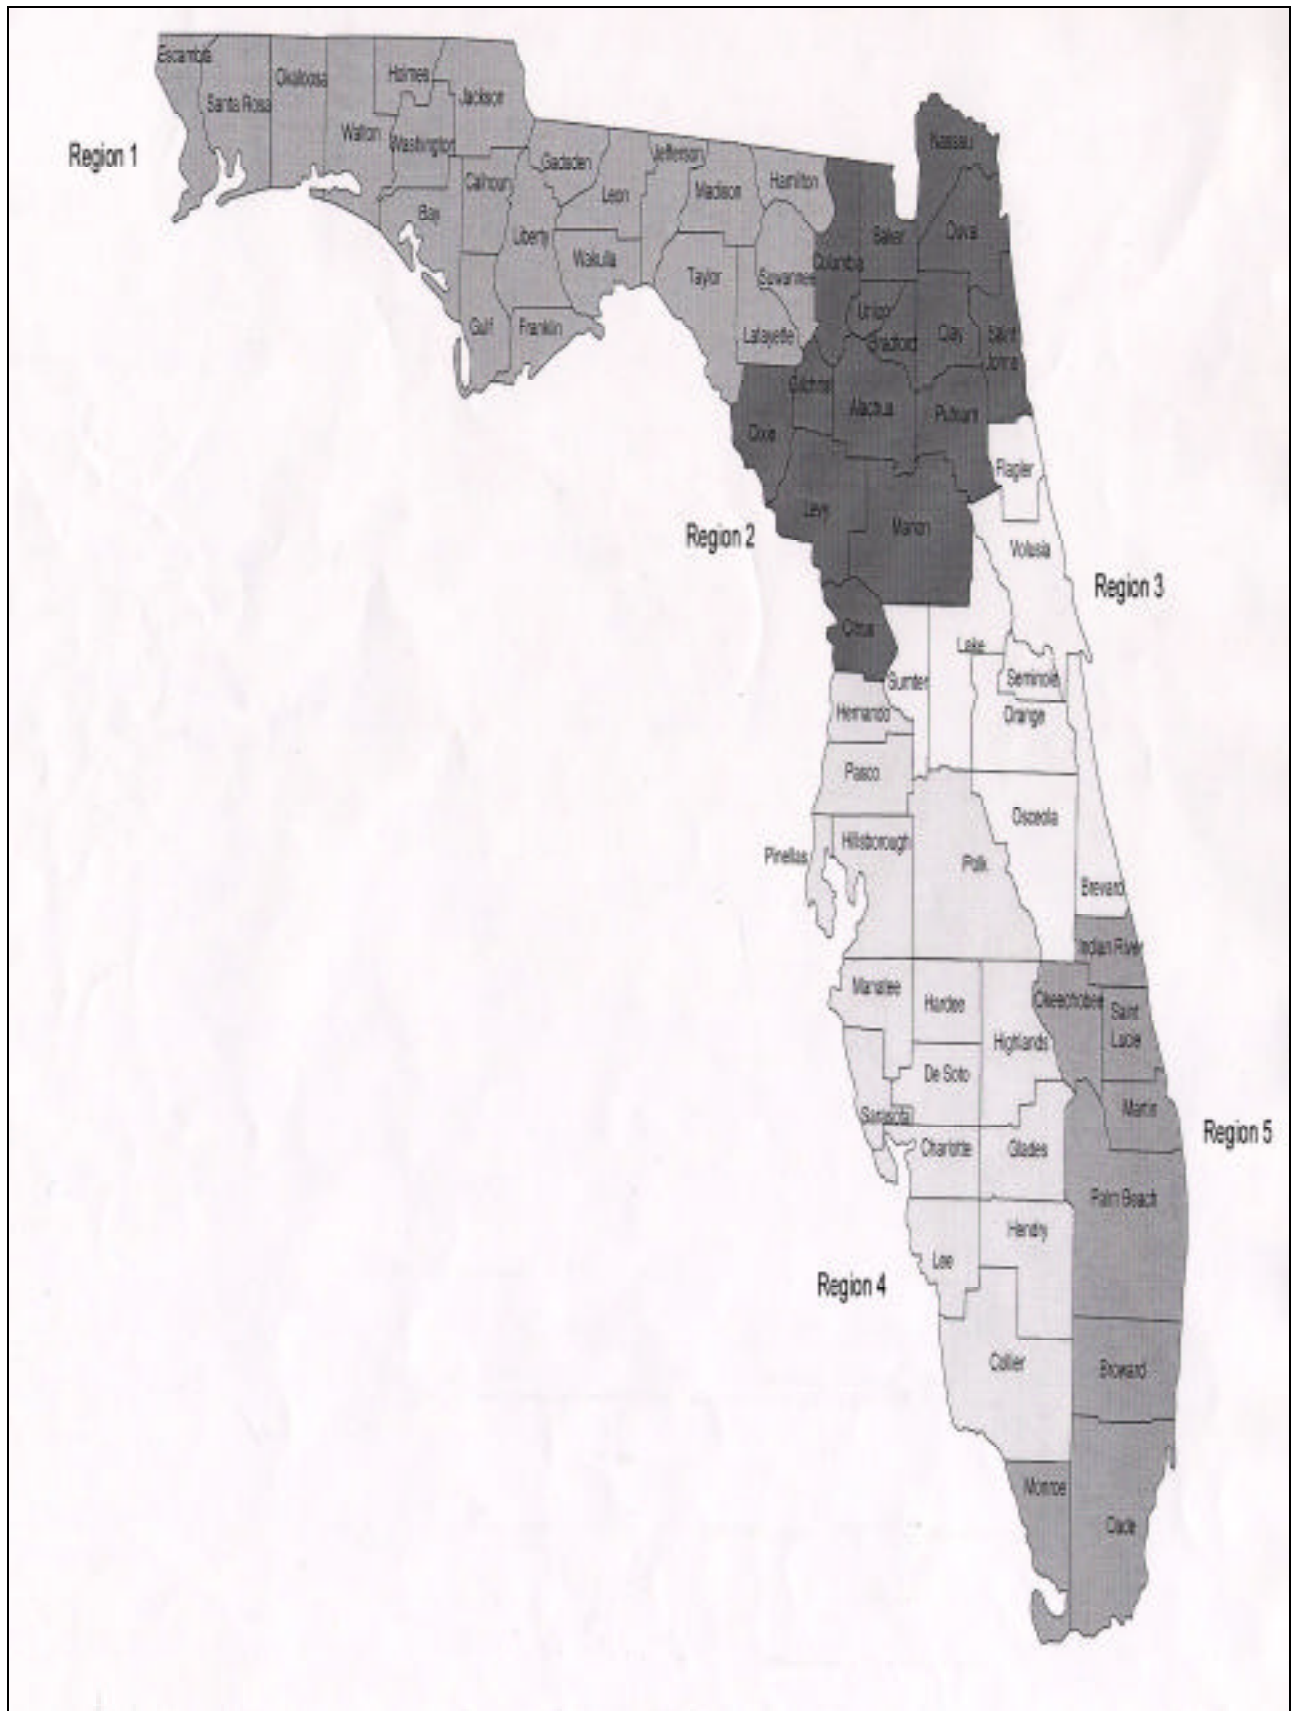 Escambia
Santa Rosa
Okaloosa
Walton
Holmes
Washington
Jackson
Bay
Calhoun
Gulf
Liberty
Franklin
Gadsden
Leon
Wakulla
Jefferson
Madison
Taylor
Hamilton
Suwannee
Lafayette
Region 1
Nassau
Duval
Baker
Columbia
Union
Bradford
Clay
Saint
Johns
Gilchrist
Alachua
Putnam
Dixie
Levy
Marion
Citrus
Region 2
Flagler
Volusia
Region 3
Lake
Sumter
Seminole
Orange
Osceola
Brevard
Hernando
Pasco
Pinellas
Hillsborough
Polk
Manatee
Hardee
Highlands
De Soto
Sarasota
Charlotte
Glades
Lee
Hendry
Collier
Region 4
Indian River
Okeechobee
Saint
Lucie
Martin
Palm Beach
Region 5
Broward
Monroe
Dade